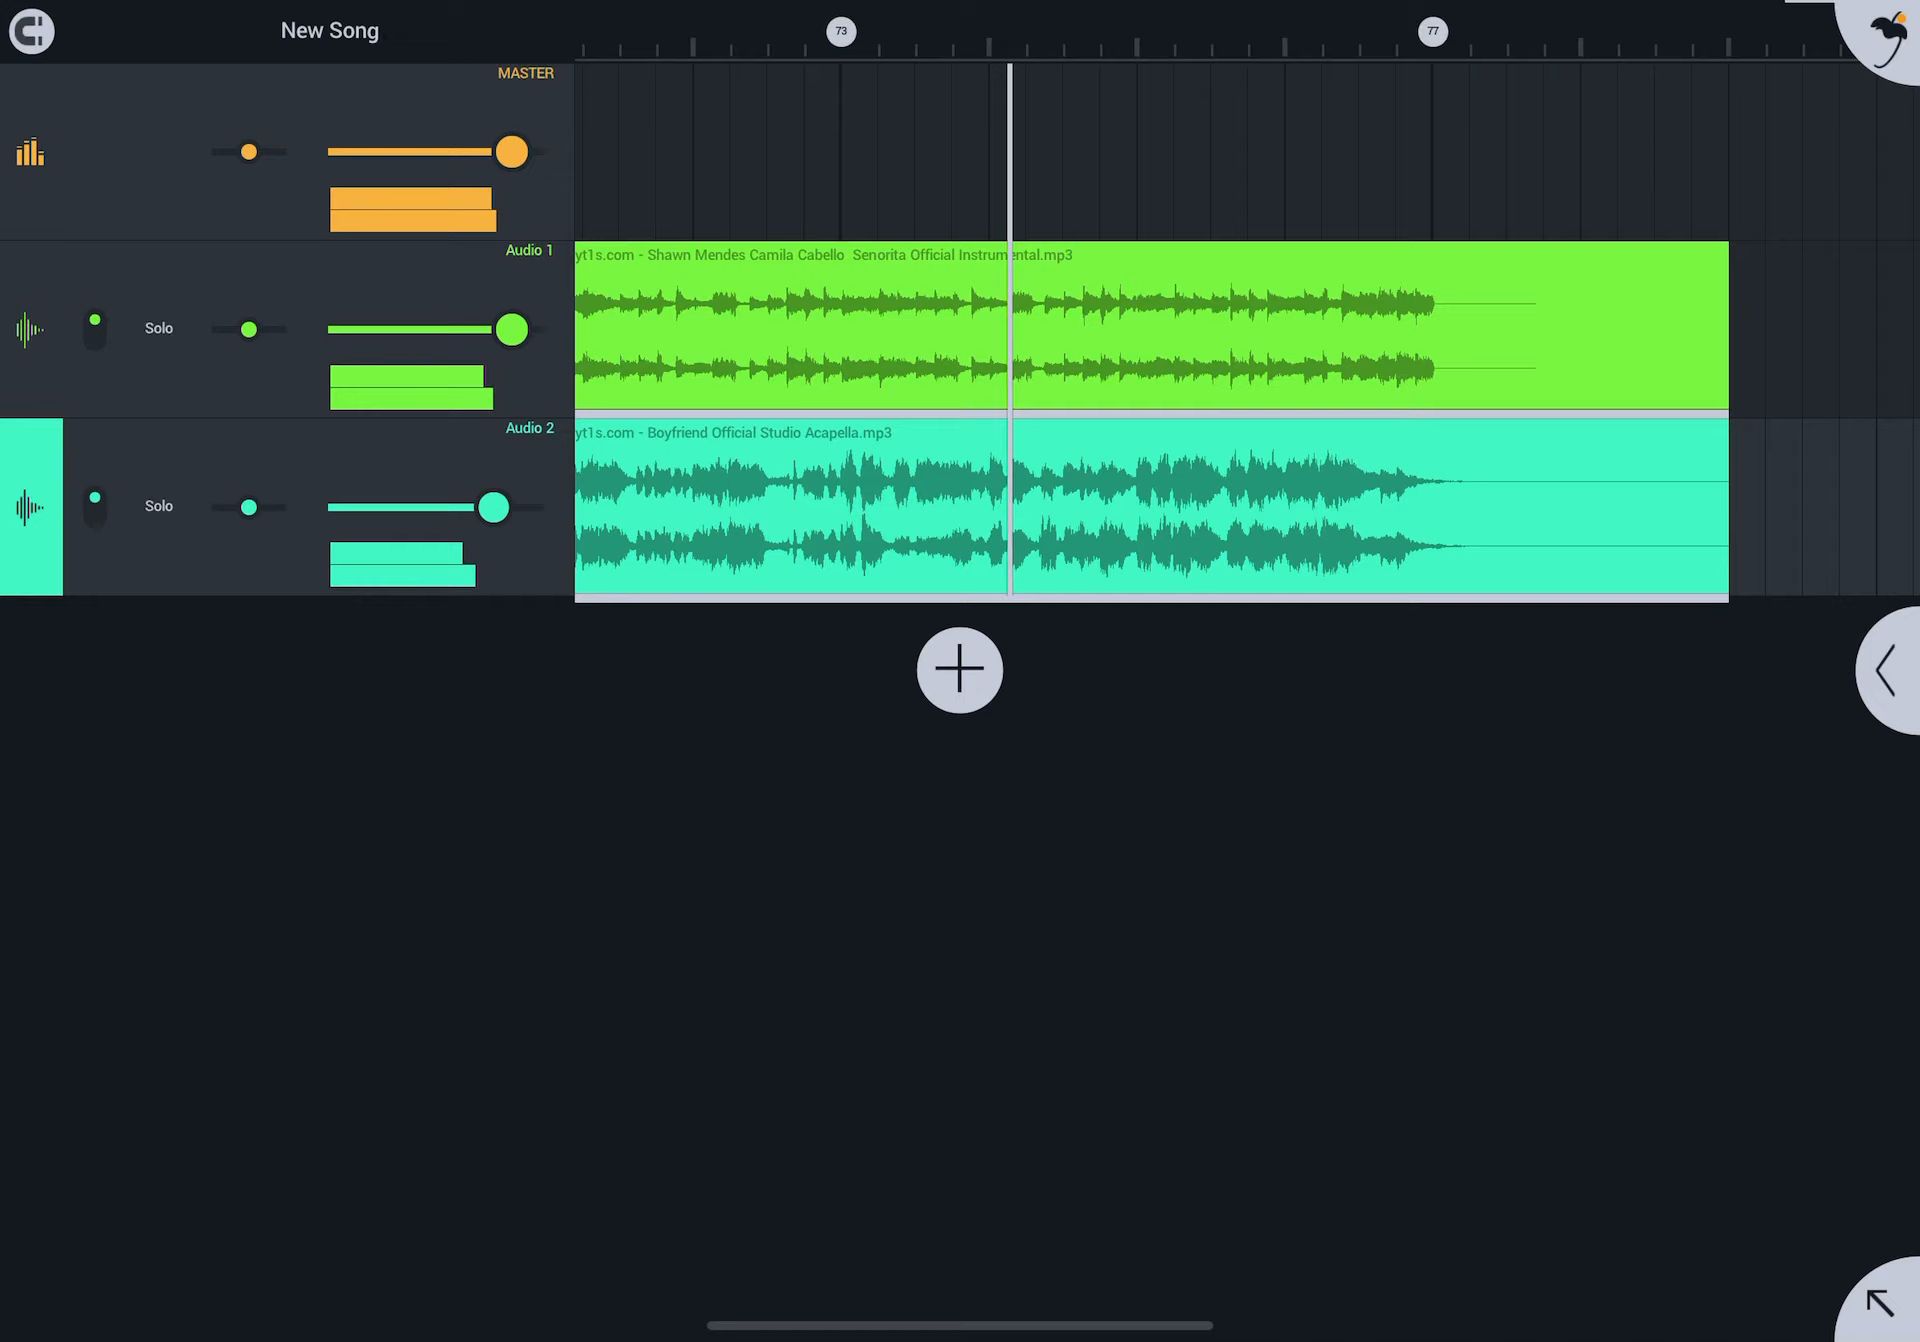 New Song
73
77
MASTER
Audio 1
yt1s.com - Shawn Mendes Camila Cabello  Senorita Official Instrumental.mp3
Solo
Audio 2
yt1s.com - Boyfriend Official Studio Acapella.mp3
Solo